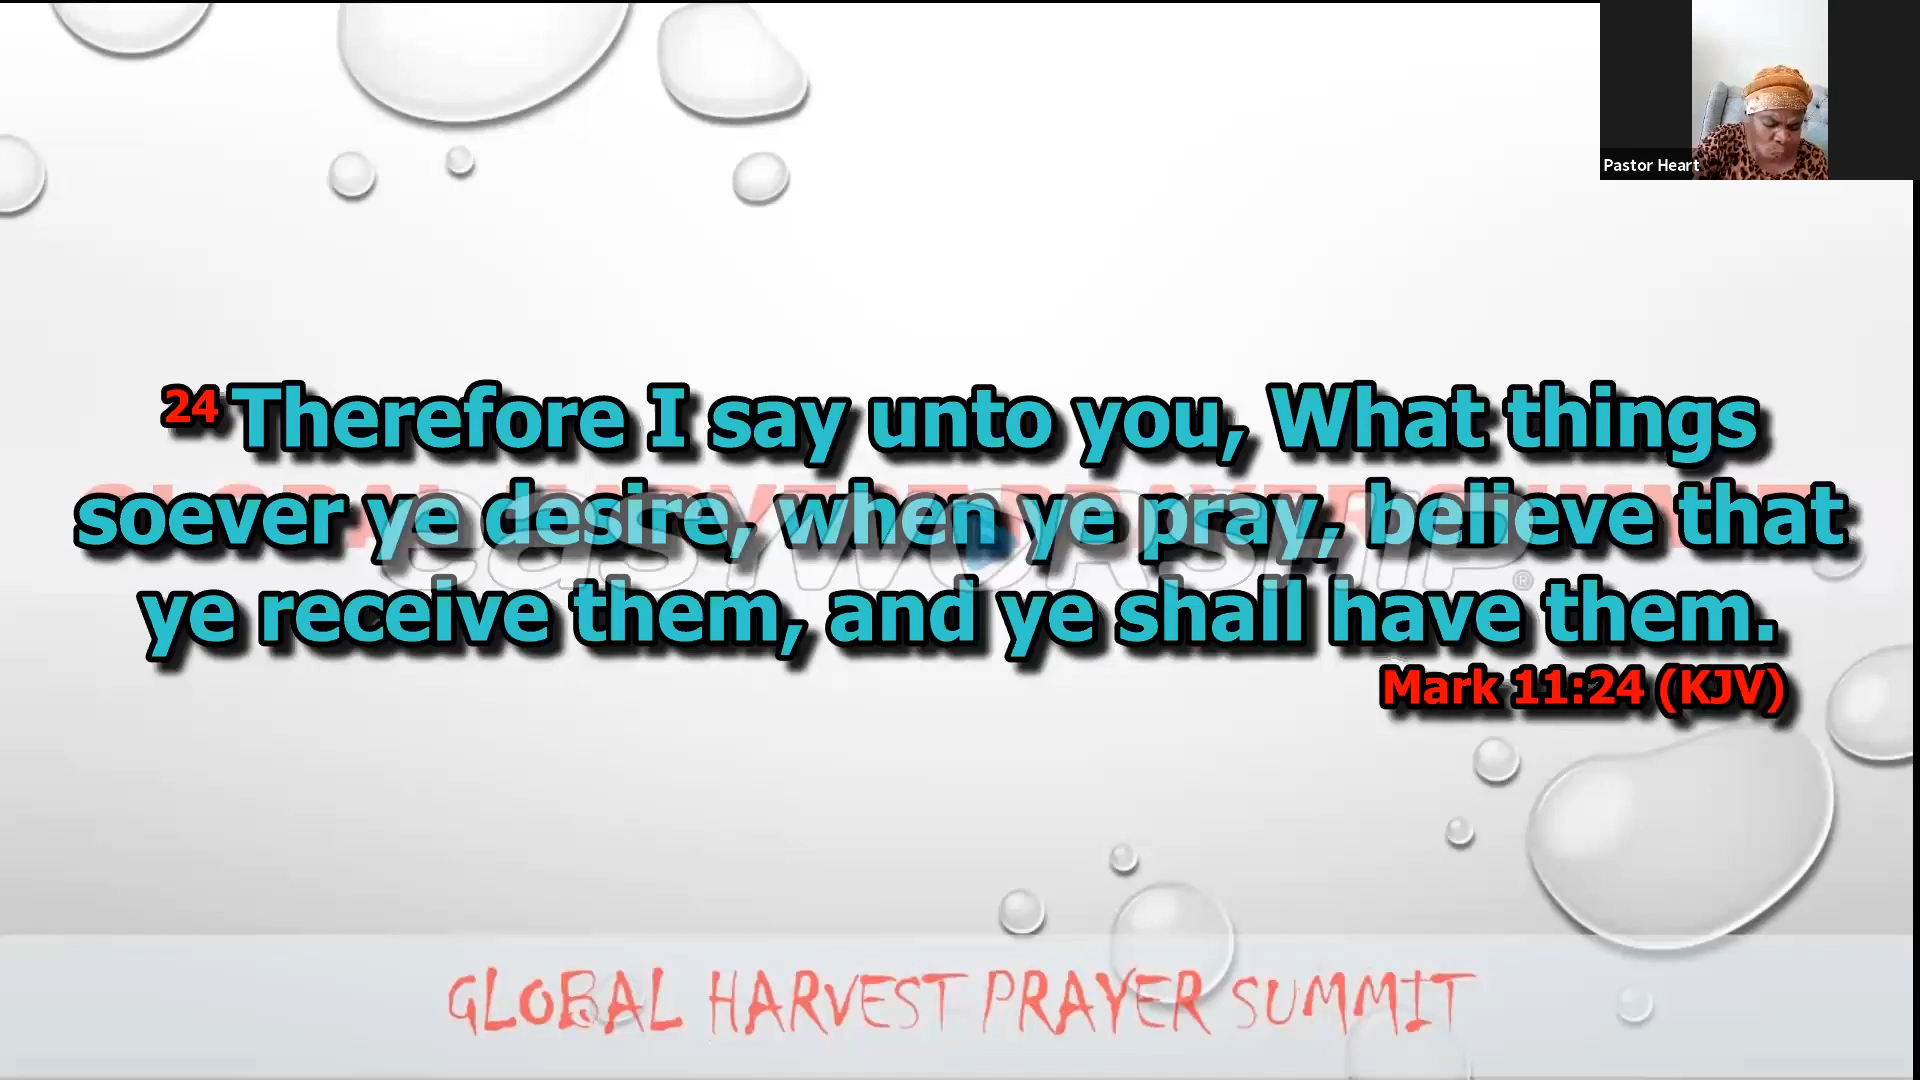 Pastor Heart
24 Therefore I say unto you, What things
soever ye desire, when ye pray, believe that
ye receive them, and ye shall have them.
easyworship®
Mark 11:24 (KJV)
GLOBAL HARVEST PRAYER SUMMIT